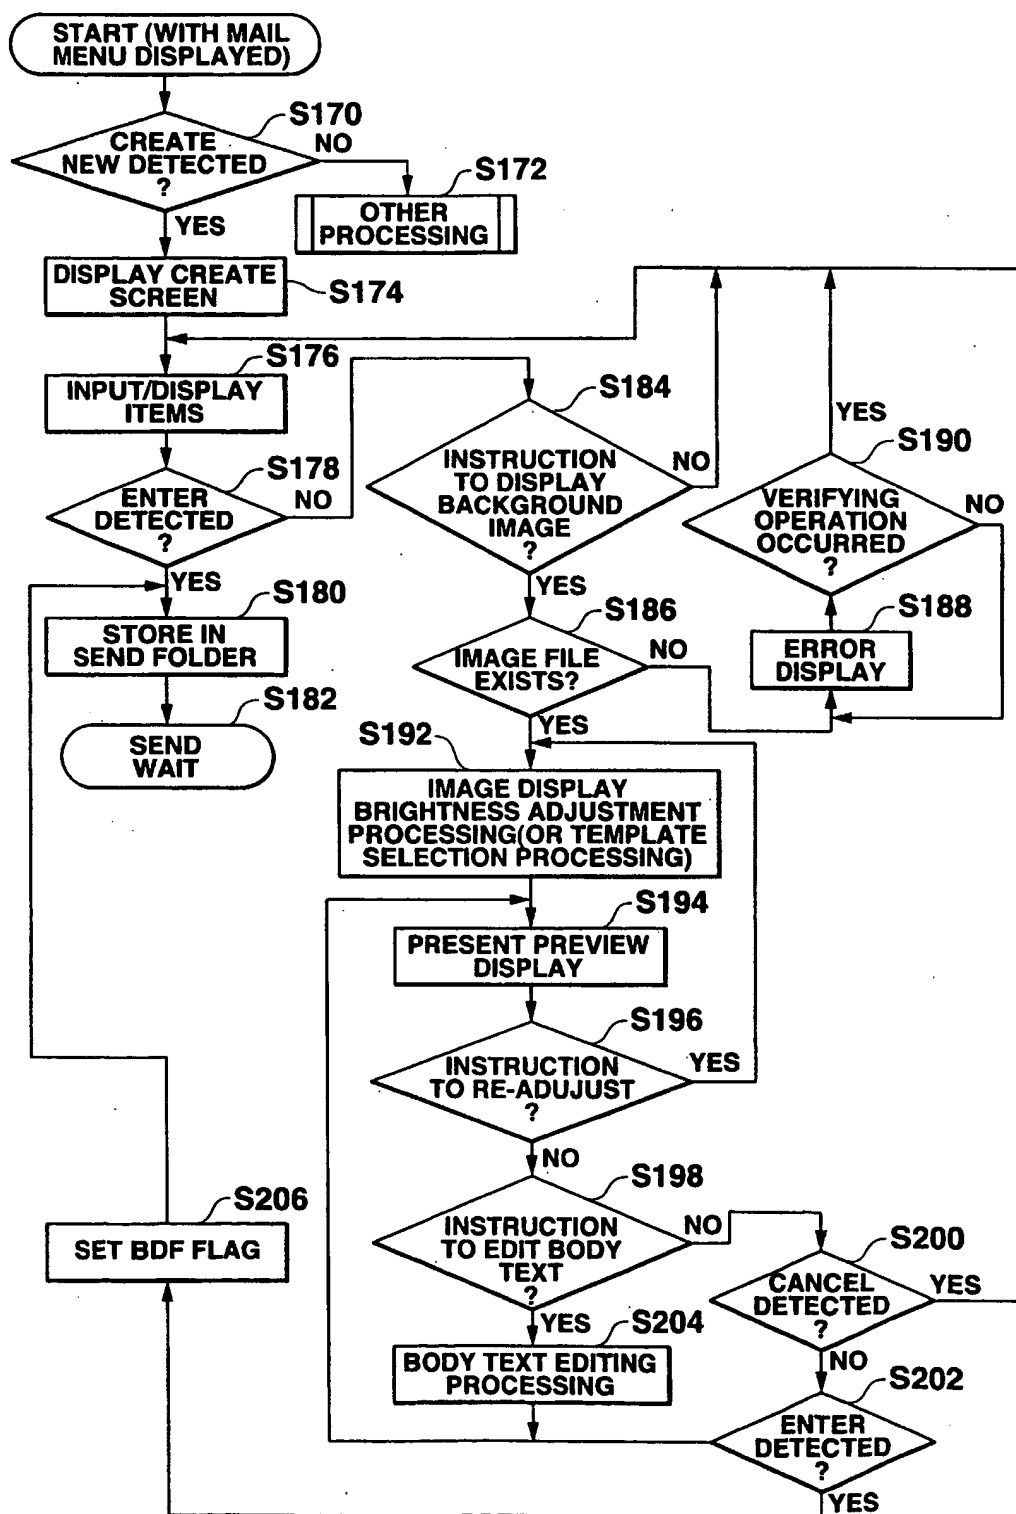 START (WITH MAIL
MENU DISPLAYED)
S170
CREATE
NEW DETECTED
?
NO
YES
S172
OTHER
PROCESSING
DISPLAY CREATE
SCREEN
S174
S176
INPUT/DISPLAY
ITEMS
S178
ENTER
DETECTED
?
NO
YES
S180
STORE IN
SEND FOLDER
S182
SEND
WAIT
S184
INSTRUCTION
TO DISPLAY
BACKGROUND
IMAGE
?
NO
YES
S186
IMAGE FILE
EXISTS?
NO
YES
YES
S190
VERIFYING
OPERATION
OCCURRED
?
NO
S188
ERROR
DISPLAY
S192
IMAGE DISPLAY
BRIGHTNESS ADJUSTMENT
PROCESSING(OR TEMPLATE
SELECTION PROCESSING)
S194
PRESENT PREVIEW
DISPLAY
S196
INSTRUCTION
TO RE-ADUJUST
?
YES
NO
S198
INSTRUCTION
TO EDIT BODY
TEXT
?
NO
YES
S200
CANCEL
DETECTED
?
YES
NO
S204
BODY TEXT EDITING
PROCESSING
S202
ENTER
DETECTED
?
YES
S206
SET BDF FLAG